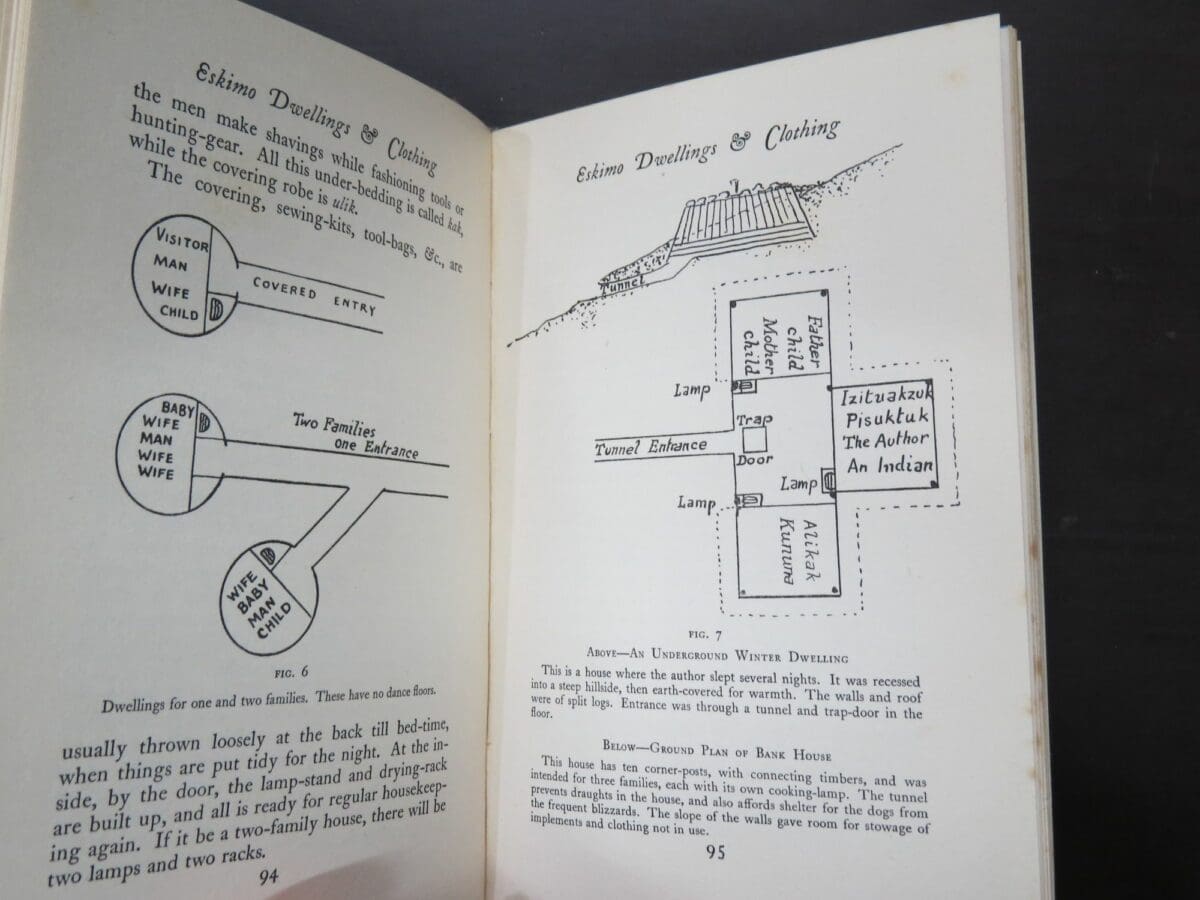 Eskimo Dwellings & Clothing
the men make shavings while fashioning tools or
hunting-gear. All this under-bedding is called kak,
while the covering robe is ulik.
The covering, sewing-kits, tool-bags, &c., are
VISITOR
MAN
WIFE
CHILD
COVERED ENTRY
BABY
WIFE
MAN
WIFE
WIFE
Two Families
one Entrance
WIFE
BABY
MAN
CHILD
FIG. 6
Dwellings for one and two families. These have no dance floors.
usually thrown loosely at the back till bed-time,
when things are put tidy for the night. At the in-
side, by the door, the lamp-stand and drying-rack
are built up, and all is ready for regular housekeep-
ing again. If it be a two-family house, there will be
two lamps and two racks.
94
Eskimo Dwellings & Clothing
Tunnel
Father
child
Mother
child
Lamp
Trap
Door
Tunnel Entrance
Izituakzuk
Pisuktuk
The Author
An Indian
Lamp
Lamp
Alikak
Kununa
FIG. 7
ABOVE—AN UNDERGROUND WINTER DWELLING
This is a house where the author slept several nights. It was recessed
into a steep hillside, then earth-covered for warmth. The walls and roof
were of split logs. Entrance was through a tunnel and trap-door in the
floor.
BELOW—GROUND PLAN OF BANK HOUSE
This house has ten corner-posts, with connecting timbers, and was
intended for three families, each with its own cooking-lamp. The tunnel
prevents draughts in the house, and also affords shelter for the dogs from
the frequent blizzards. The slope of the walls gave room for stowage of
implements and clothing not in use.
95